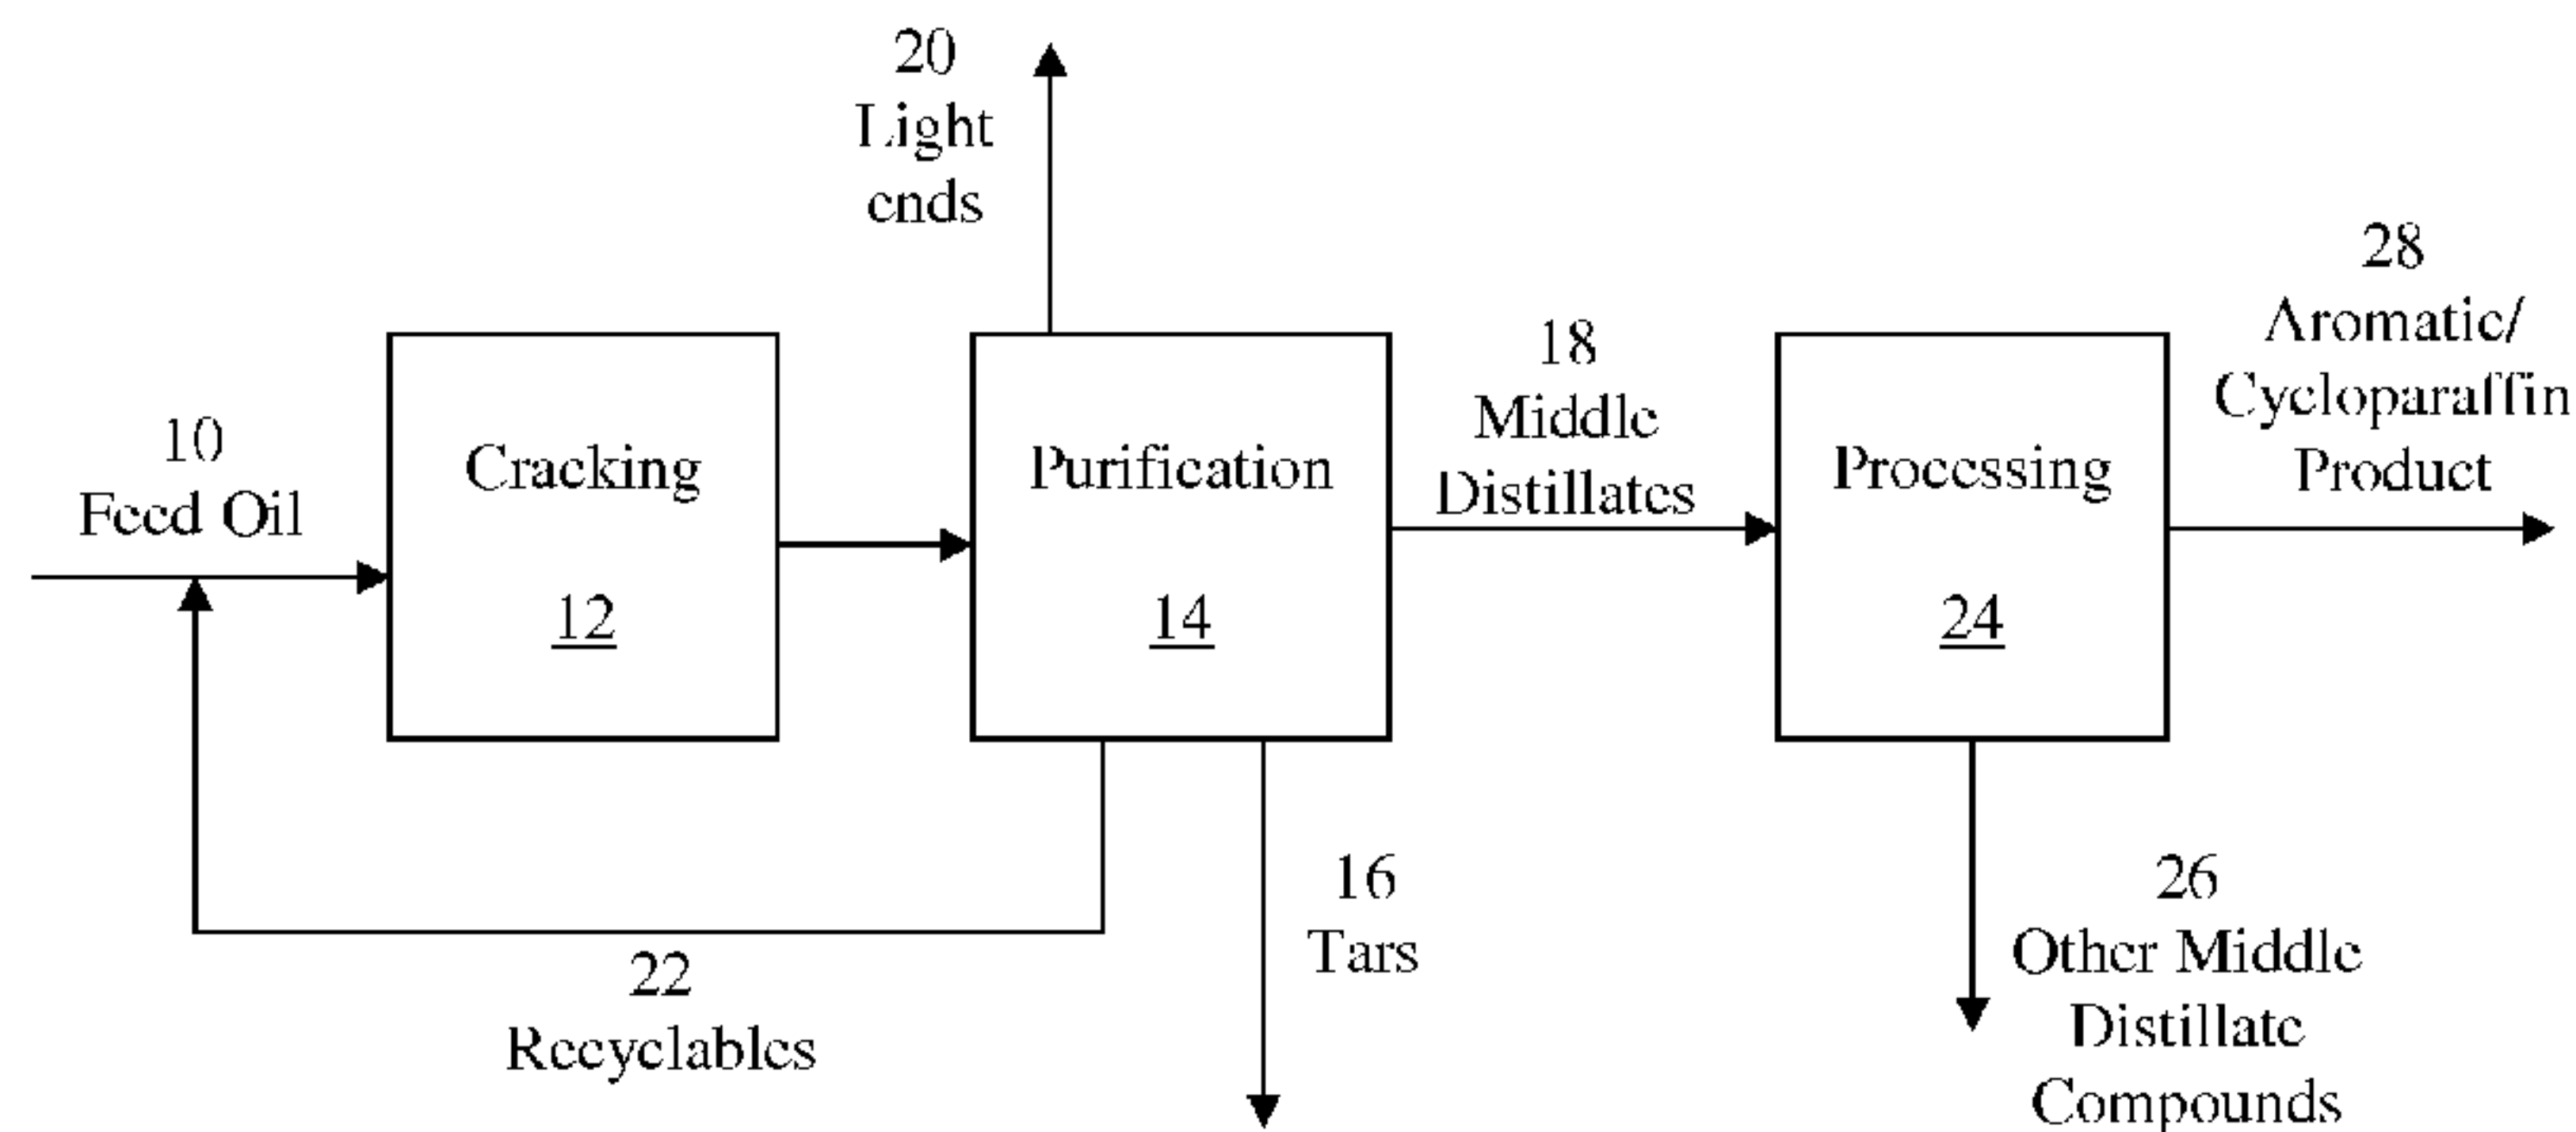 20
Light
ends
28
Aromatic/
Cycloparaffin
Product
18
Middle
Distillates
10
Feed Oil
Cracking
12
Purification
14
Processing
24
16
Tars
26
Other Middle
Distillate
Compounds
22
Recyclables